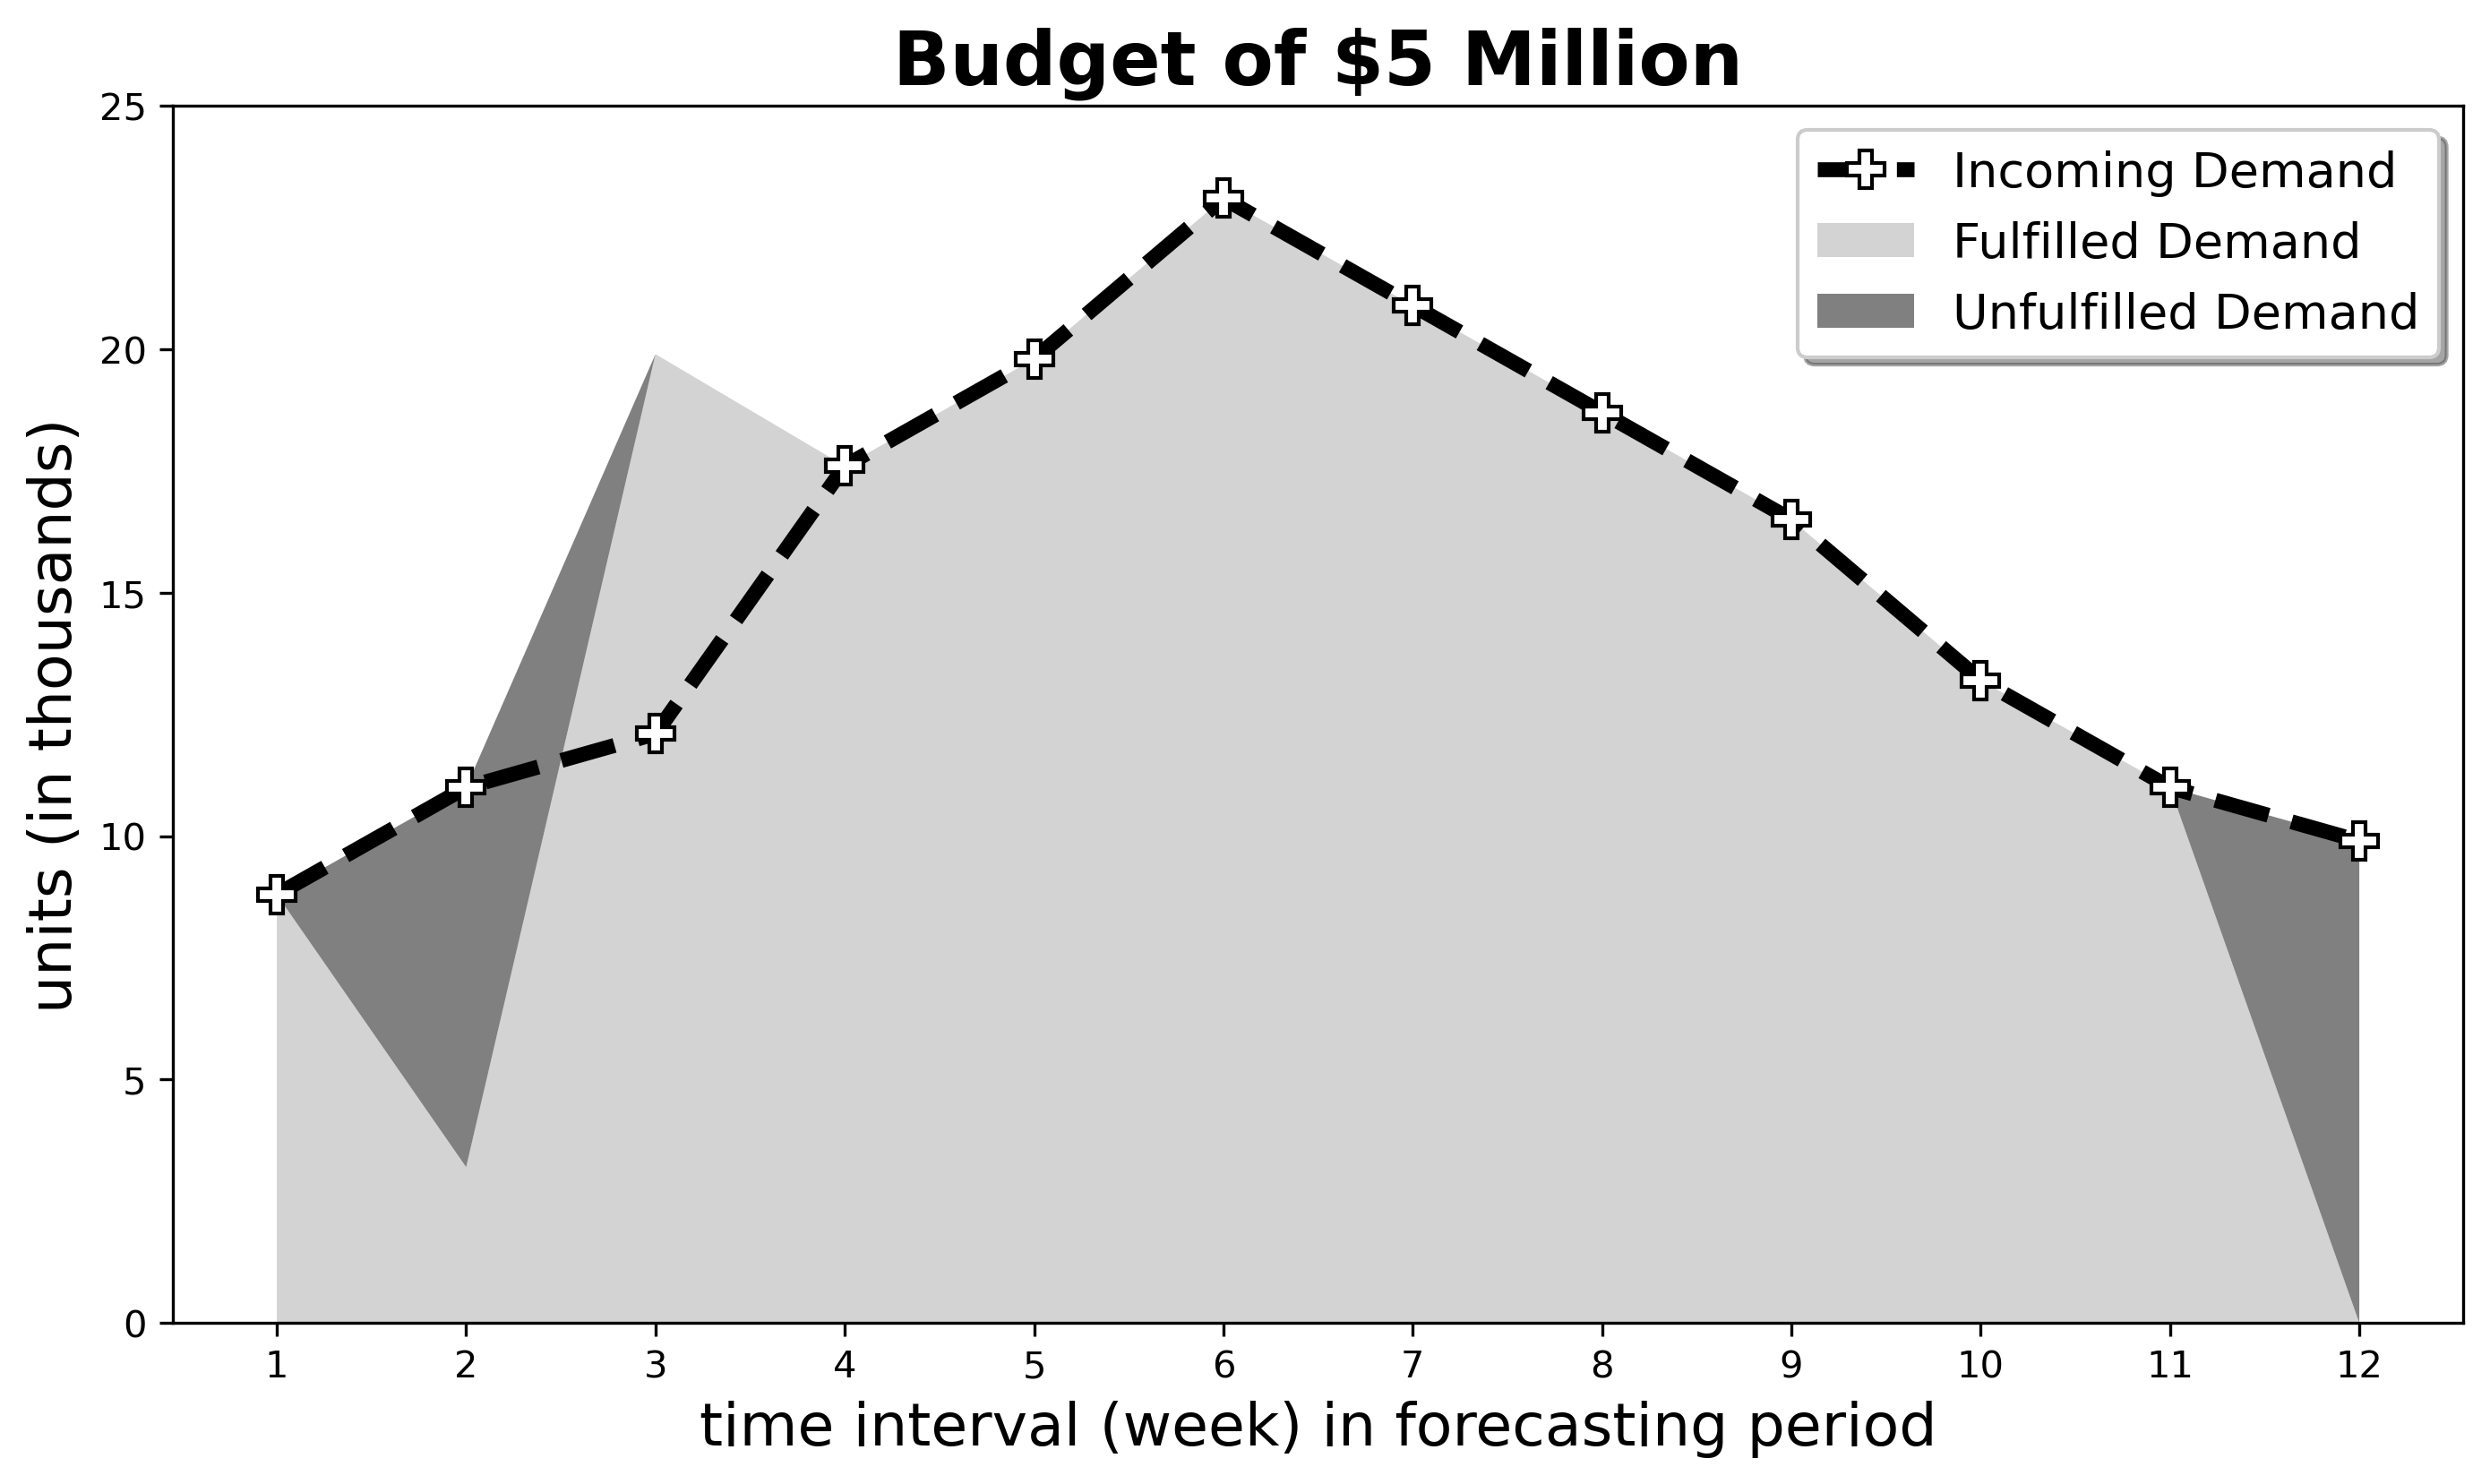 Budget of $5 Million
25
20
15
10
5
0
units (in thousands)
Incoming Demand
Fulfilled Demand
Unfulfilled Demand
1 2 3 4 5 6 7 8 9 10 11 12
time interval (week) in forecasting period